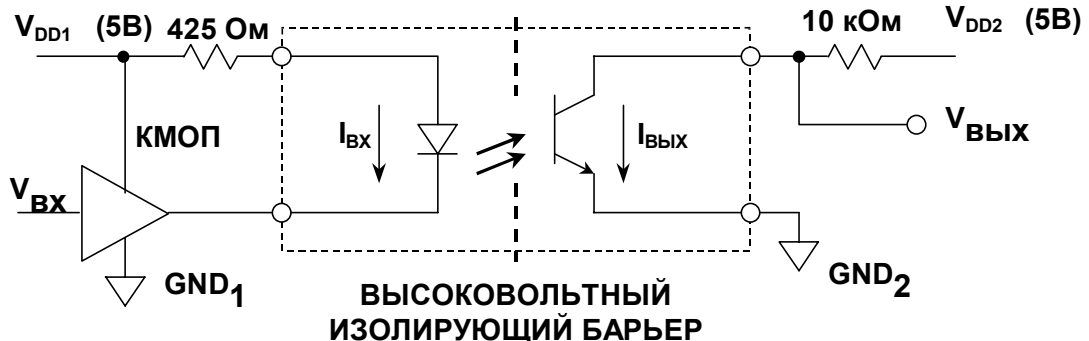 V_DD1 (5В) 425 Ом
10 кОм V_DD2 (5В)
КМОП
I_ВХ
I_ВЫХ
V_ВЫХ
V_ВХ
GND_1
GND_2
ВЫСОКОВОЛЬТНЫЙ
ИЗОЛИРУЮЩИЙ БАРЬЕР